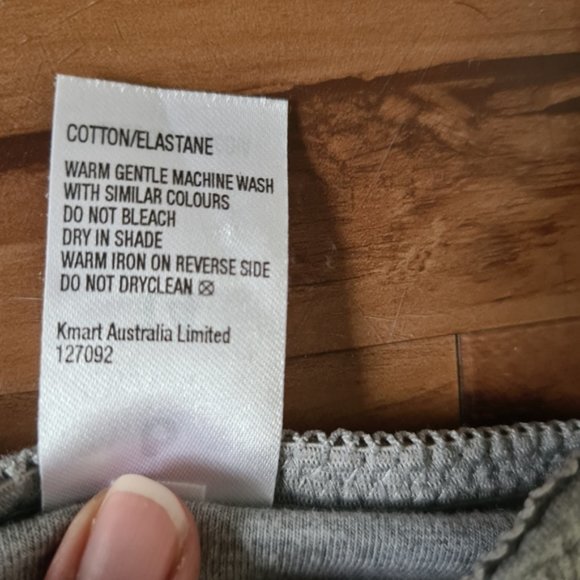 COTTON/ELASTANE
WARM GENTLE MACHINE WASH
WITH SIMILAR COLOURS
DO NOT BLEACH
DRY IN SHADE
WARM IRON ON REVERSE SIDE
DO NOT DRYCLEAN
Kmart Australia Limited
127092